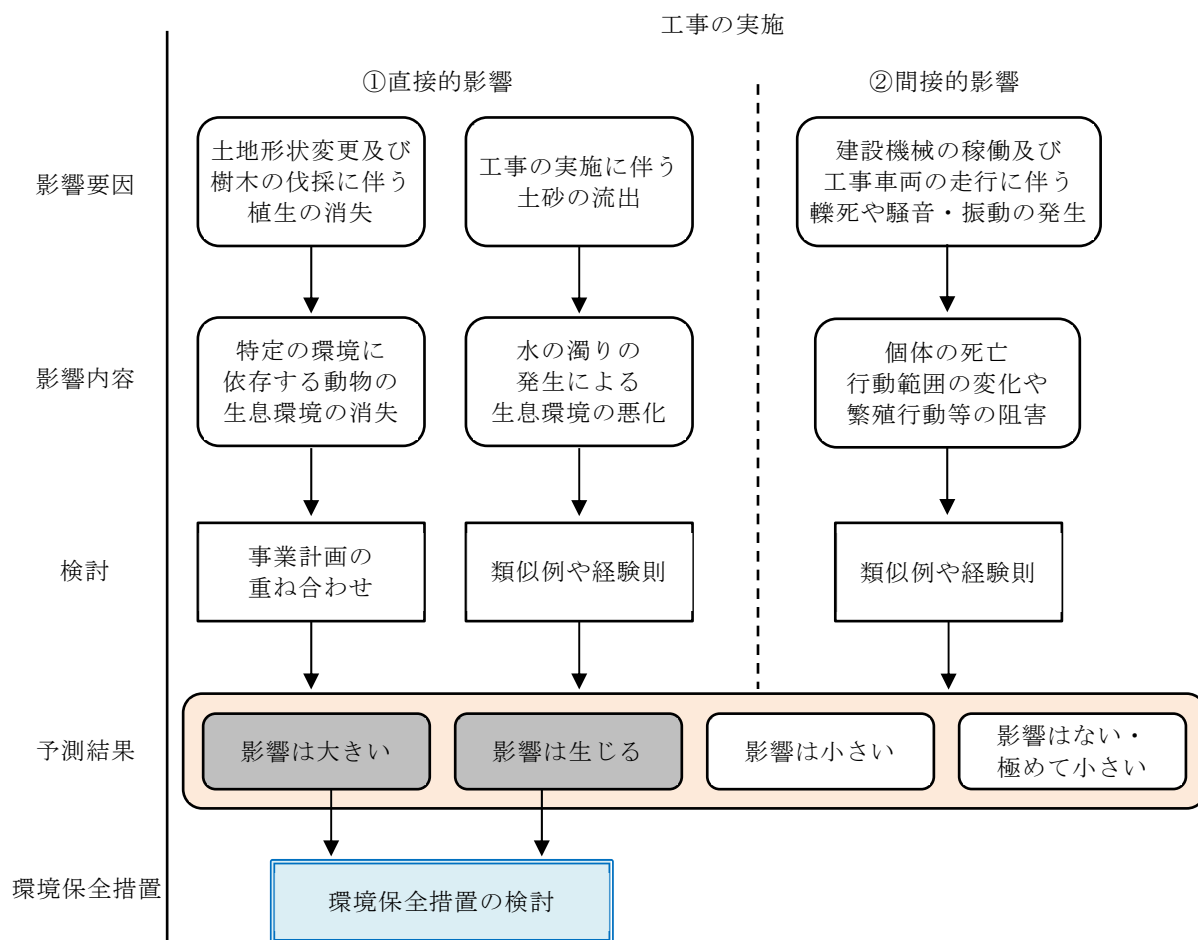 工事の実施
①直接的影響
②間接的影響
影響要因
土地形状変更及び
樹木の伐採に伴う
植生の消失
工事の実施に伴う
土砂の流出
建設機械の稼働及び
工事車両の走行に伴う
轢死や騒音・振動の発生
影響内容
特定の環境に
依存する動物の
生息環境の消失
水の濁りの
発生による
生息環境の悪化
個体の死亡
行動範囲の変化や
繁殖行動等の阻害
検討
事業計画の
重ね合わせ
類似例や経験則
類似例や経験則
予測結果
影響は大きい
影響は生じる
影響は小さい
影響はない・
極めて小さい
環境保全措置
環境保全措置の検討